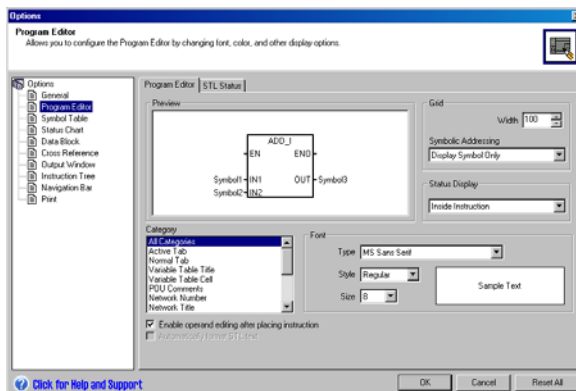 Options
Program Editor
Allows you to configure the Program Editor by changing font, color, and other display options.
Options
General
Program Editor
Symbol Table
Status Chart
Data Block
Cross Reference
Output Window
Instruction Tree
Navigation Bar
Print
Program Editor
STL Status
Preview
ADD_I
EN
ENO
Symbol1
IN1
OUT
Symbol3
Symbol2
IN2
Grid
Width
100
Symbolic Addressing
Display Symbol Only
Status Display
Inside Instruction
Category
All Categories
Active Tab
Normal Tab
Variable Table Title
Variable Table Cell
POU Comments
Network Number
Network Title
Font
Type
MS Sans Serif
Style
Regular
Size
8
Sample Text
Enable operand editing after placing instruction
Automatically format STL text
Click for Help and Support
OK
Cancel
Reset All